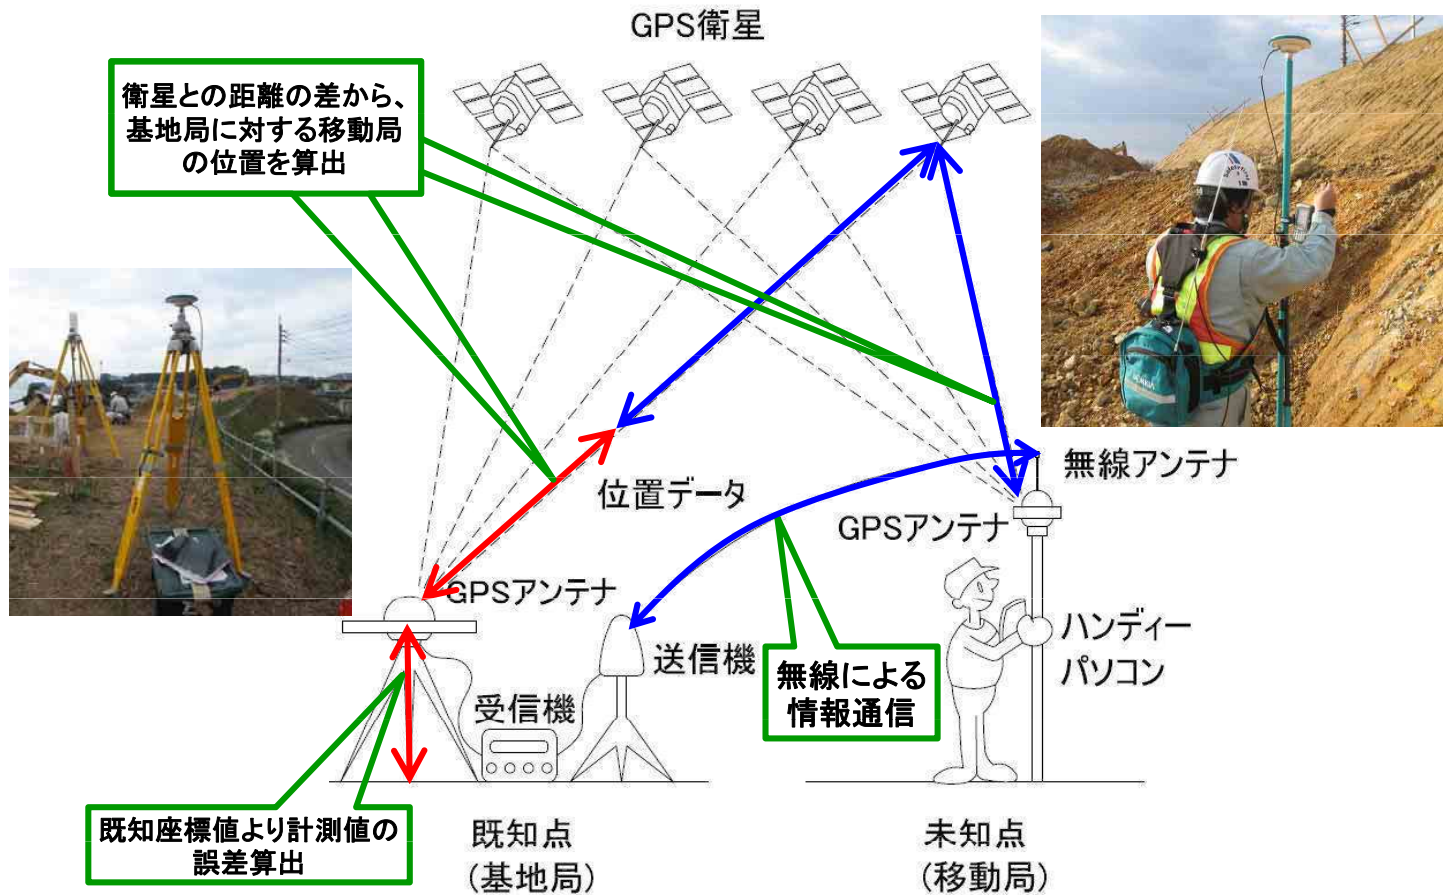 GPS衛星
衛星との距離の差から、
基地局に対する移動局
の位置を算出
無線アンテナ
位置データ
GPSアンテナ
GPSアンテナ
ハンディー
パソコン
送信機
無線による
情報通信
受信機
既知座標値より計測値の
誤差算出
既知点
(基地局)
未知点
(移動局)